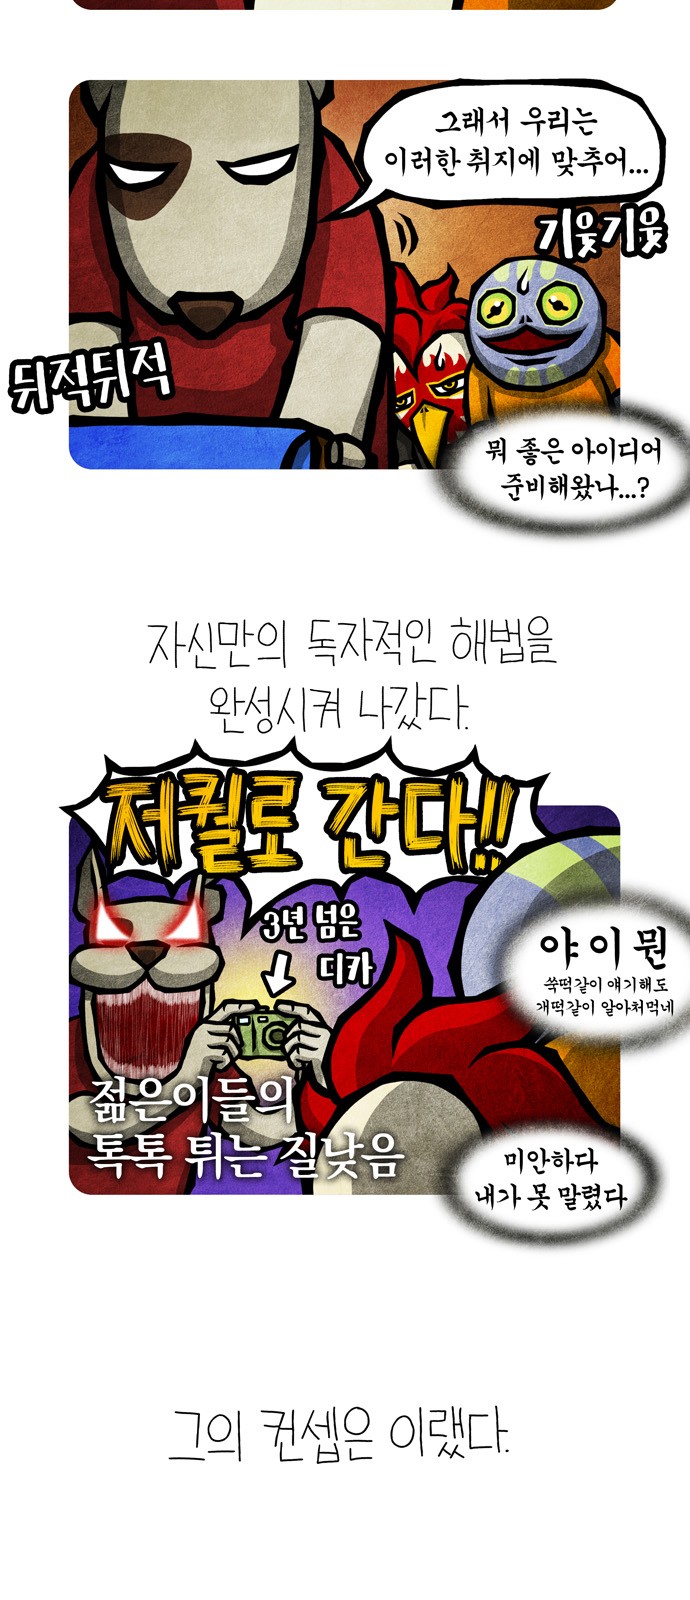 그래서 우리는
이러한 취지에 맞추어...
기웃기웃
뒤적뒤적
뭐 좋은 아이디어
준비해왔나...?
자신만의 독자적인 해법을
완성시켜 나갔다.
저퀄로 간다!!
3년 넘은
디카
야 이 뭔
쑥떡같이 얘기해도
개떡같이 알아처먹네
젊은이들의
톡톡 튀는 질낮음
미안하다
내가 못 말렸다
그의 컨셉은 이랬다.